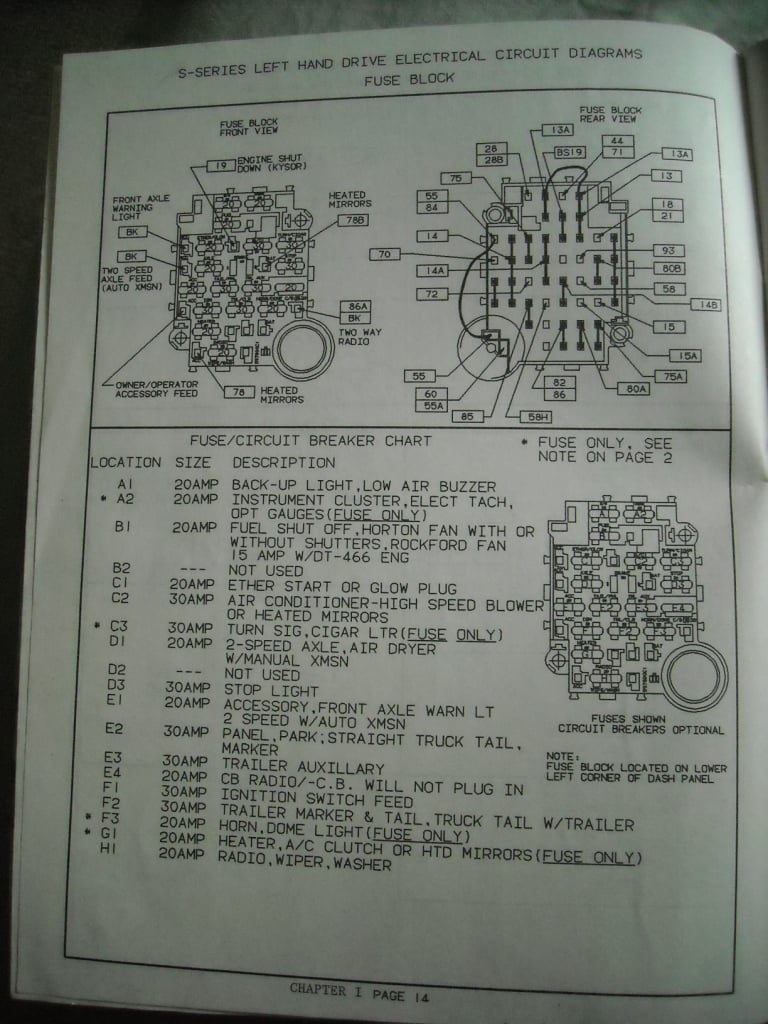 S-SERIES LEFT HAND DRIVE ELECTRICAL CIRCUIT DIAGRAMS
FUSE BLOCK
FUSE BLOCK
FRONT VIEW
19
ENGINE SHUT
DOWN (KYSOR)
FRONT AXLE
WARNING
LIGHT
BK
BK
TWO SPEED
AXLE FEED
(AUTO XMSN)
HEATED
MIRRORS
78B
86A
BK
TWO WAY
RADIO
OWNER/OPERATOR
ACCESSORY FEED
78
HEATED
MIRRORS
FUSE BLOCK
REAR VIEW
13A
28
28B
BS19
44
71
13A
75
13
55
84
18
21
14
70
93
14A
80B
72
58
14B
15
15A
55
75A
60
55A
82
86
80A
85
58H
FUSE/CIRCUIT BREAKER CHART
* FUSE ONLY, SEE
NOTE ON PAGE 2
LOCATION SIZE DESCRIPTION
A1 20AMP BACK-UP LIGHT,LOW AIR BUZZER
* A2 20AMP INSTRUMENT CLUSTER,ELECT TACH,
OPT GAUGES(FUSE ONLY)
B1 20AMP FUEL SHUT OFF,HORTON FAN WITH OR
WITHOUT SHUTTERS,ROCKFORD FAN
15 AMP W/DT-466 ENG
B2 --- NOT USED
C1 20AMP ETHER START OR GLOW PLUG
C2 30AMP AIR CONDITIONER-HIGH SPEED BLOWER
OR HEATED MIRRORS
* C3 30AMP TURN SIG,CIGAR LTR(FUSE ONLY)
D1 20AMP 2-SPEED AXLE,AIR DRYER
W/MANUAL XMSN
D2 --- NOT USED
D3 30AMP STOP LIGHT
E1 20AMP ACCESSORY,FRONT AXLE WARN LT
2 SPEED W/AUTO XMSN
E2 30AMP PANEL,PARK;STRAIGHT TRUCK TAIL,
MARKER
E3 30AMP TRAILER AUXILLARY
E4 20AMP CB RADIO/-C.B. WILL NOT PLUG IN
F1 30AMP IGNITION SWITCH FEED
F2 30AMP TRAILER MARKER & TAIL,TRUCK TAIL W/TRAILER
* F3 20AMP HORN,DOME LIGHT(FUSE ONLY)
* G1 20AMP HEATER,A/C CLUTCH OR HTD MIRRORS(FUSE ONLY)
H1 20AMP RADIO,WIPER,WASHER
FUSES SHOWN
CIRCUIT BREAKERS OPTIONAL
NOTE:
FUSE BLOCK LOCATED ON LOWER
LEFT CORNER OF DASH PANEL
CHAPTER I PAGE 14